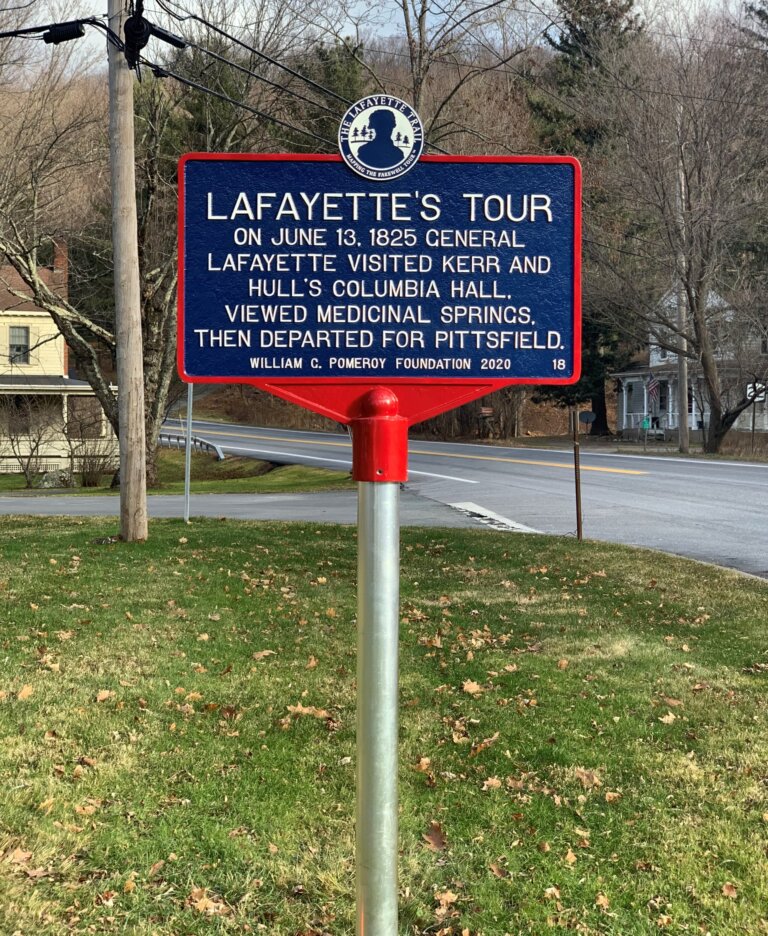 THE LAFAYETTE TRAIL
MAPPING THE FAREWELL TOUR
LAFAYETTE'S TOUR
ON JUNE 13, 1825 GENERAL
LAFAYETTE VISITED KERR AND
HULL'S COLUMBIA HALL,
VIEWED MEDICINAL SPRINGS,
THEN DEPARTED FOR PITTSFIELD.
WILLIAM G. POMEROY FOUNDATION 2020 18